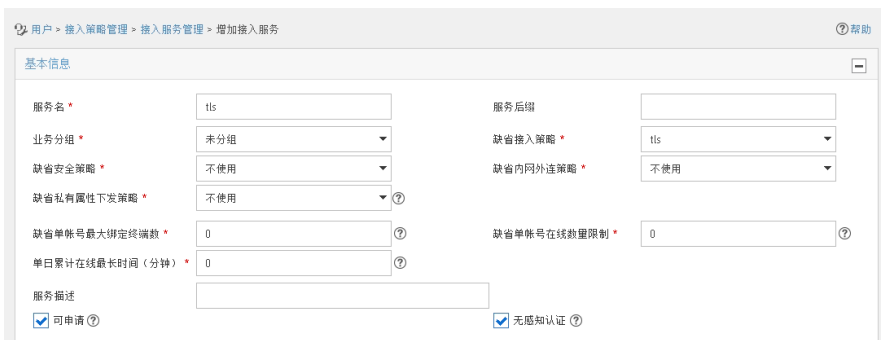 用户 > 接入策略管理 > 接入服务管理 > 增加接入服务 帮助
基本信息
服务名 * tls 服务后缀
业务分组 * 未分组 缺省接入策略 * tls
缺省安全策略 * 不使用 缺省内网外连策略 * 不使用
缺省私有属性下发策略 * 不使用
缺省单帐号最大绑定终端数 * 0 缺省单帐号在线数量限制 * 0
单日累计在线最长时间（分钟） * 0
服务描述
可申请 无感知认证